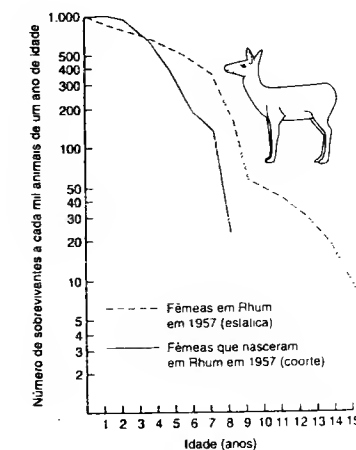 Número de sobreviventes a cada mil animais de um ano de idade
1.000
500
400
300
200
100
50
40
30
20
10
5
4
3
2
Fêmeas em Rhum
em 1957 (eslalica)
Fêmeas que nasceram
em Rhum em 1957 (coorte)
1 2 3 4 5 6 7 8 9 10 11 12 13 14 15
Idade (anos)